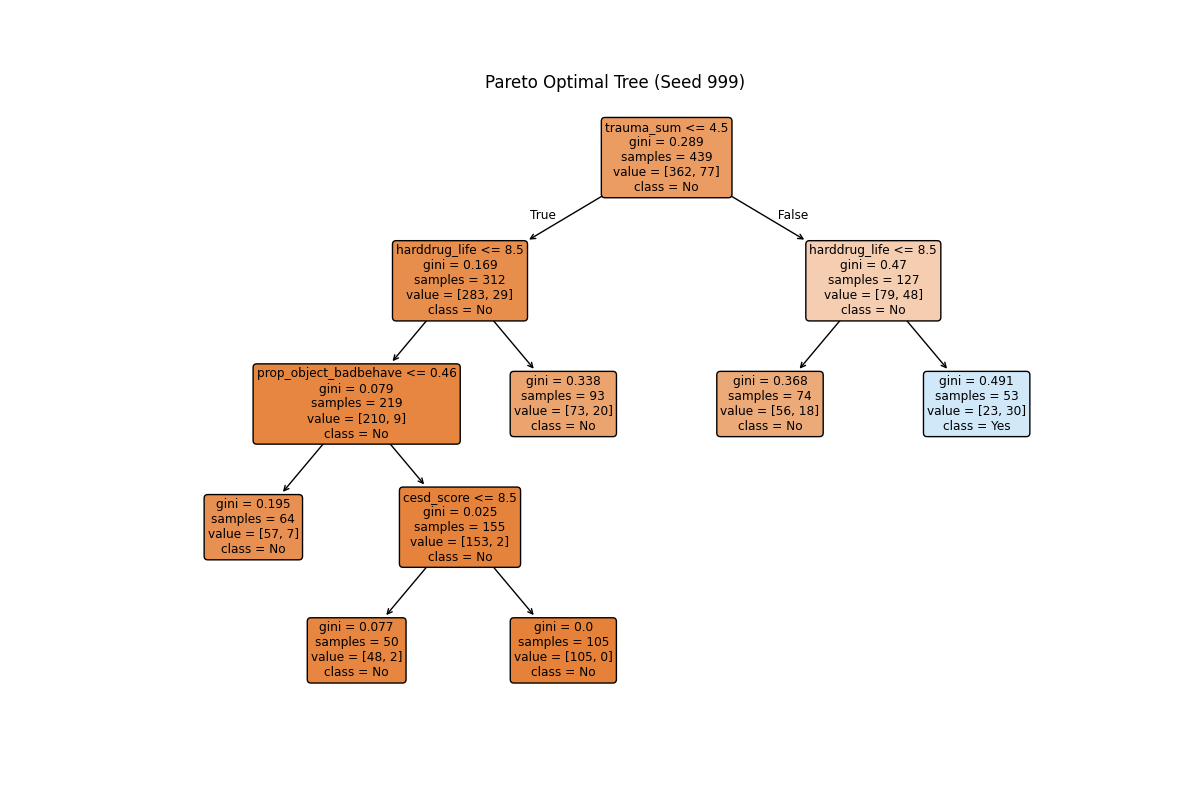 Pareto Optimal Tree (Seed 999)
trauma_sum <= 4.5
gini = 0.289
samples = 439
value = [362, 77]
class = No
True
False
harddrug_life <= 8.5
gini = 0.169
samples = 312
value = [283, 29]
class = No
harddrug_life <= 8.5
gini = 0.47
samples = 127
value = [79, 48]
class = No
prop_object_badbehave <= 0.46
gini = 0.079
samples = 219
value = [210, 9]
class = No
gini = 0.338
samples = 93
value = [73, 20]
class = No
gini = 0.368
samples = 74
value = [56, 18]
class = No
gini = 0.491
samples = 53
value = [23, 30]
class = Yes
gini = 0.195
samples = 64
value = [57, 7]
class = No
cesd_score <= 8.5
gini = 0.025
samples = 155
value = [153, 2]
class = No
gini = 0.077
samples = 50
value = [48, 2]
class = No
gini = 0.0
samples = 105
value = [105, 0]
class = No